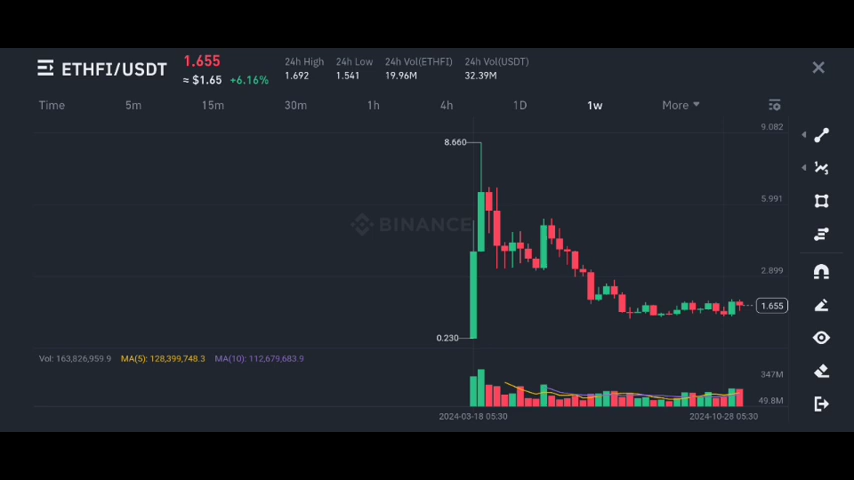 ETHFI/USDT
1.655
≈ $1.65 +6.16%
24h High
1.692
24h Low
1.541
24h Vol(ETHFI)
19.96M
24h Vol(USDT)
32.39M
Time 5m 15m 30m 1h 4h 1D 1w More
9.082
8.660
5.991
BINANCE
2.899
1.655
0.230
Vol: 163,826,959.9 MA(5): 128,399,748.3 MA(10): 112,679,683.9
347M
49.8M
2024-03-18 05:30 2024-10-28 05:30